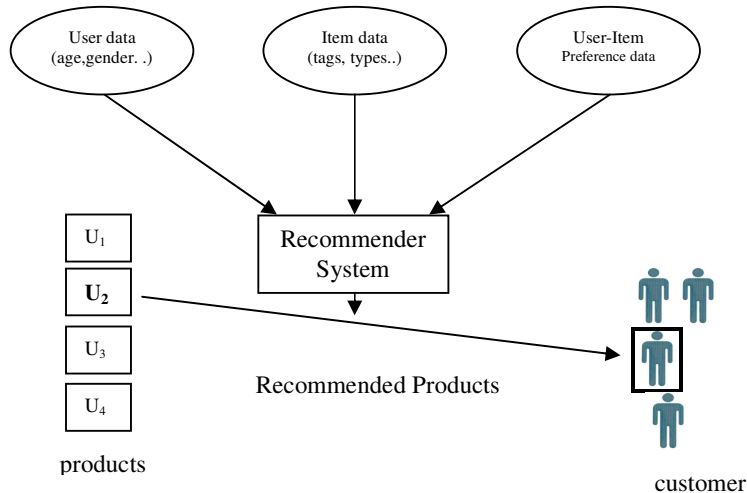 User data
(age,gender. .)
Item data
(tags, types..)
User-Item
Preference data
Recommender
System
U₁
U₂
U₃
U₄
Recommended Products
products
customer